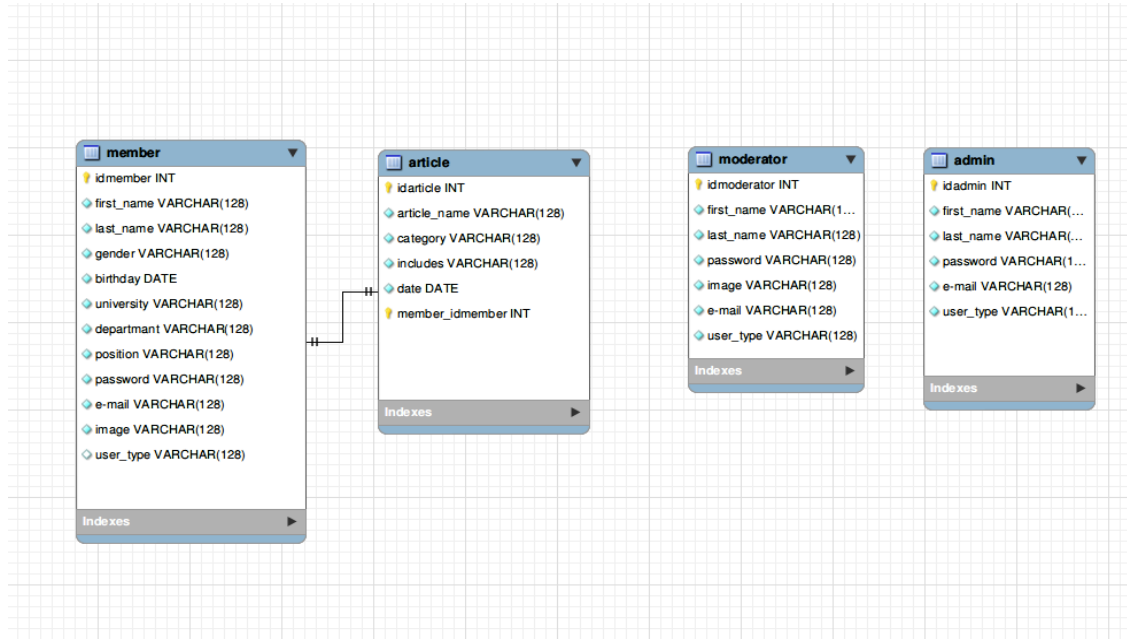 member
idmember INT
first_name VARCHAR(128)
last_name VARCHAR(128)
gender VARCHAR(128)
birthday DATE
university VARCHAR(128)
departmant VARCHAR(128)
position VARCHAR(128)
password VARCHAR(128)
e-mail VARCHAR(128)
image VARCHAR(128)
user_type VARCHAR(128)
Indexes
article
idarticle INT
article_name VARCHAR(128)
category VARCHAR(128)
includes VARCHAR(128)
date DATE
member_idmember INT
Indexes
moderator
idmoderator INT
first_name VARCHAR(1...
last_name VARCHAR(128)
password VARCHAR(128)
image VARCHAR(128)
e-mail VARCHAR(128)
user_type VARCHAR(128)
Indexes
admin
idadmin INT
first_name VARCHAR(...
last_name VARCHAR(...
password VARCHAR(1...
e-mail VARCHAR(128)
user_type VARCHAR(1...
Indexes